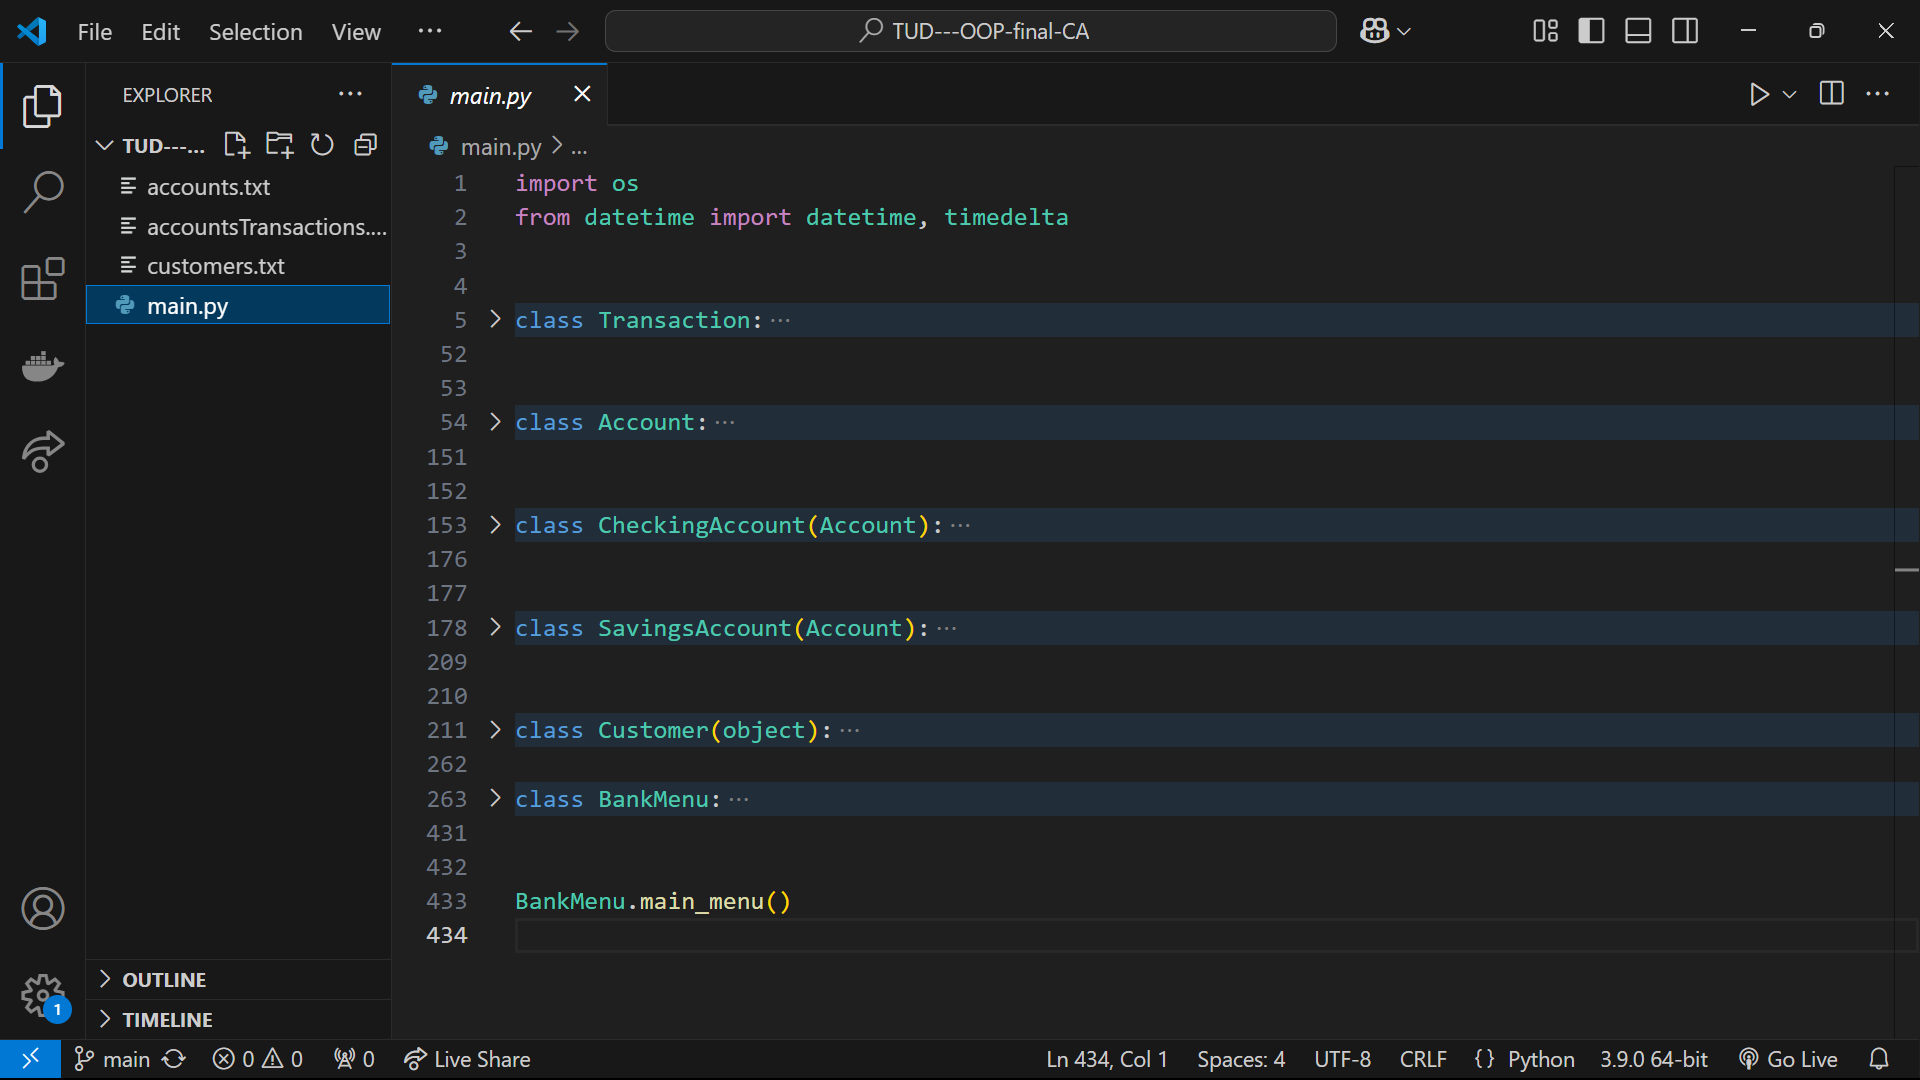 File Edit Selection View ···
TUD---OOP-final-CA
EXPLORER ···
TUD---...
accounts.txt
accountsTransactions....
customers.txt
main.py
OUTLINE
TIMELINE
main.py
main.py > ...
1 import os
2 from datetime import datetime, timedelta
3
4
5 class Transaction: ···
52
53
54 class Account: ···
151
152
153 class CheckingAccount(Account): ···
176
177
178 class SavingsAccount(Account): ···
209
210
211 class Customer(object): ···
262
263 class BankMenu: ···
431
432
433 BankMenu.main_menu()
434
1
main 0 0 0 Live Share Ln 434, Col 1 Spaces: 4 UTF-8 CRLF {} Python 3.9.0 64-bit Go Live